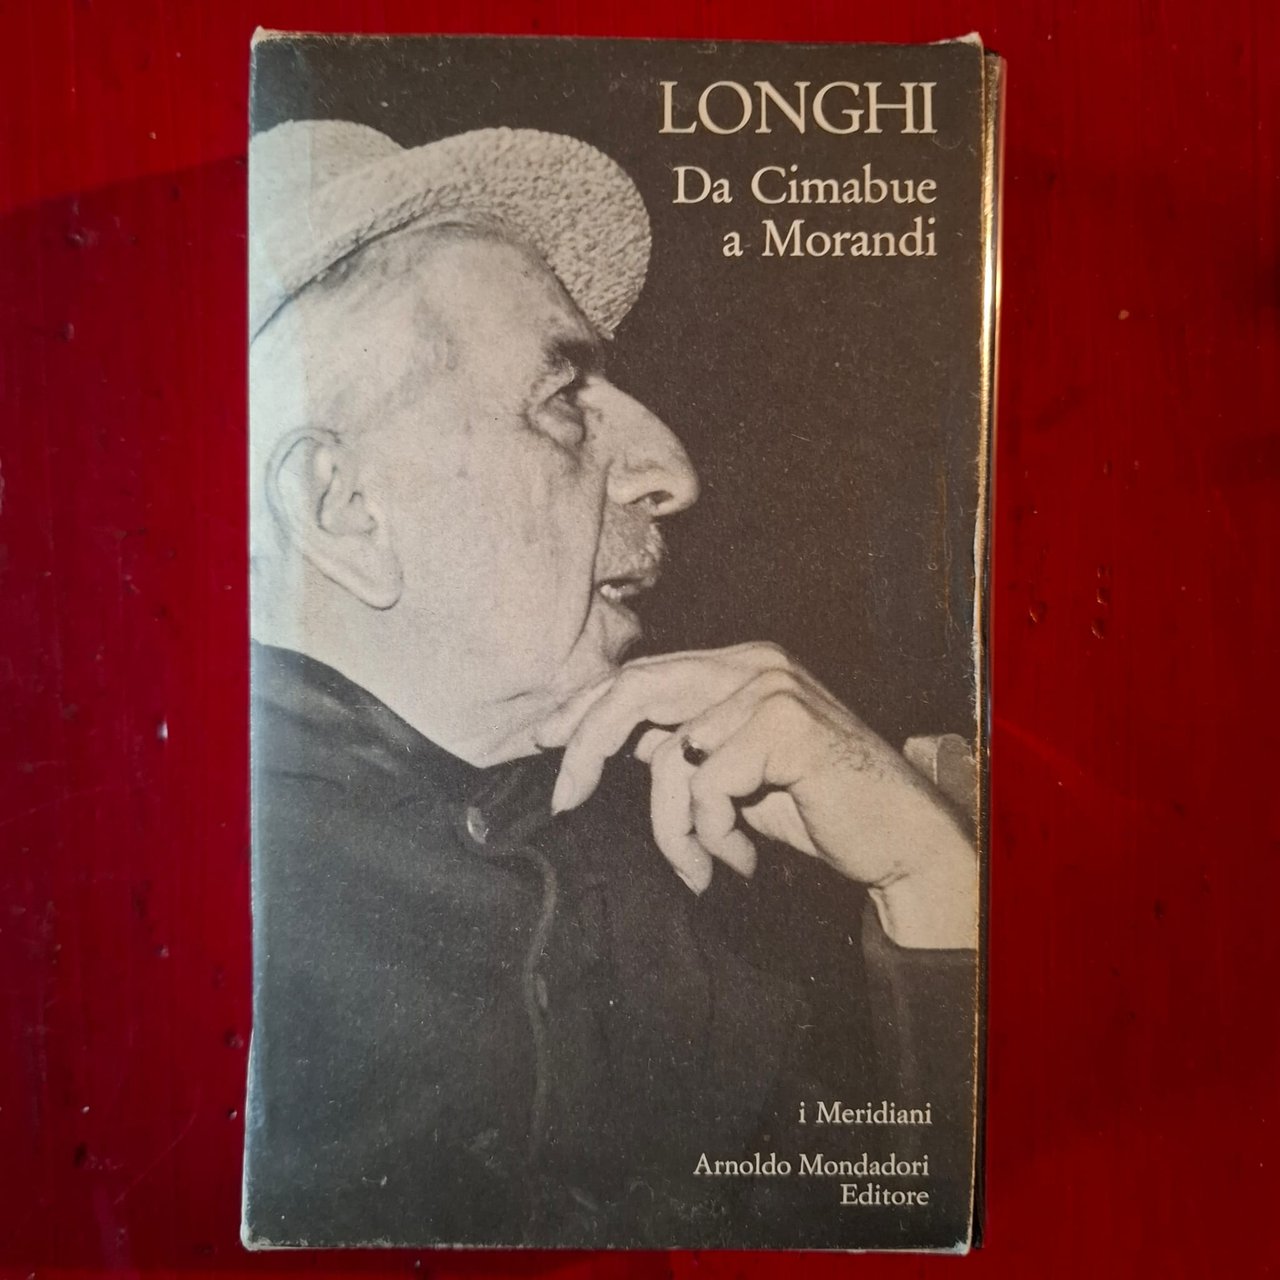 LONGHI
Da Cimabue
a Morandi
i Meridiani
Arnoldo Mondadori
Editore